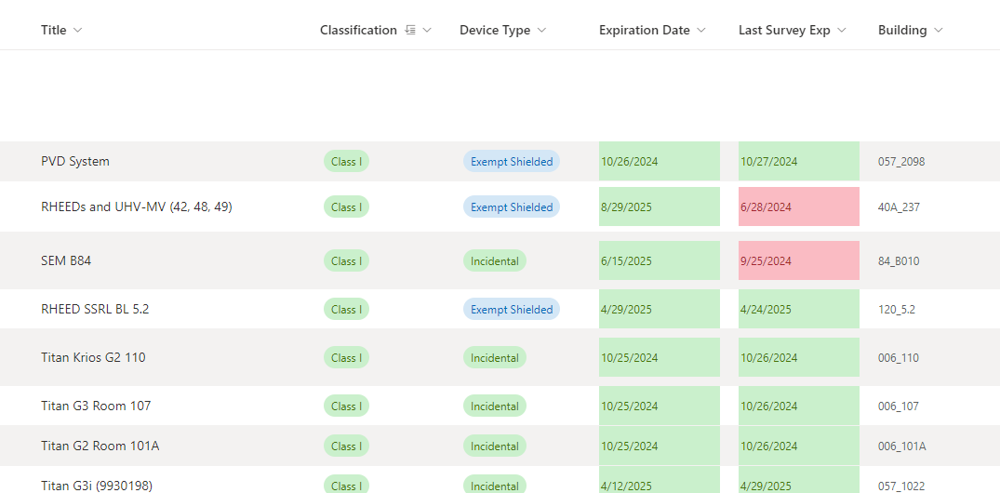 Title Classification Device Type Expiration Date Last Survey Exp Building
PVD System Class I Exempt Shielded 10/26/2024 10/27/2024 057_2098
RHEEDs and UHV-MV (42, 48, 49) Class I Exempt Shielded 8/29/2025 6/28/2024 40A_237
SEM B84 Class I Incidental 6/15/2025 9/25/2024 84_B010
RHEED SSRL BL 5.2 Class I Exempt Shielded 4/29/2025 4/24/2025 120_5.2
Titan Krios G2 110 Class I Incidental 10/25/2024 10/26/2024 006_110
Titan G3 Room 107 Class I Incidental 10/25/2024 10/26/2024 006_107
Titan G2 Room 101A Class I Incidental 10/25/2024 10/26/2024 006_101A
Titan G3i (9930198) Class I Incidental 4/12/2025 4/29/2025 057_1022